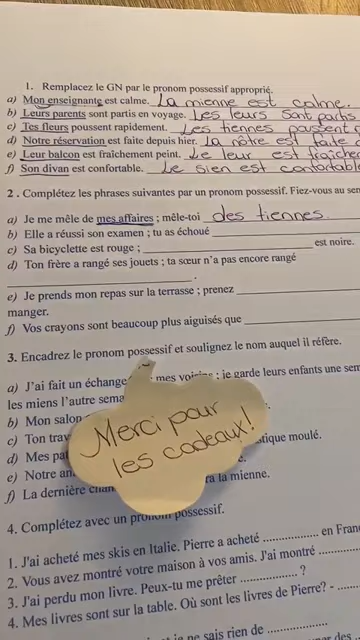 1. Remplacez le GN par le pronom possessif approprié.
a) Mon enseignante est calme. La mienne est calme.
b) Leurs parents sont partis en voyage. Les leurs sont partis
c) Tes fleurs poussent rapidement. Les tiennes poussent
d) Notre réservation est faite depuis hier. La nôtre est faite
e) Leur balcon est fraîchement peint. Le leur est fraîche
f) Son divan est confortable. Le sien est confortable
2. Complétez les phrases suivantes par un pronom possessif. Fiez-vous au sen
a) Je me mêle de mes affaires ; mêle-toi des tiennes.
b) Elle a réussi son examen ; tu as échoué
c) Sa bicyclette est rouge ; est noire.
d) Ton frère a rangé ses jouets ; ta sœur n'a pas encore rangé
.
e) Je prends mon repas sur la terrasse ; prenez
manger.
f) Vos crayons sont beaucoup plus aiguisés que
3. Encadrez le pronom possessif et soulignez le nom auquel il réfère.
a) J'ai fait un échange mes voisins ; je garde leurs enfants une sem
les miens l'autre sema
b) Mon salon
c) Ton trav stique moulé.
d) Mes pa e.
e) Notre an ra la mienne.
f) La dernière
Merci pour
les cadeaux!
4. Complétez avec un pronom possessif.
1. J'ai acheté mes skis en Italie. Pierre a acheté .............. en Fran
2. Vous avez montré votre maison à vos amis. J'ai montré
3. J'ai perdu mon livre. Peux-tu me prêter .............. ?
4. Mes livres sont sur la table. Où sont les livres de Pierre? -
je ne sais rien de ..............